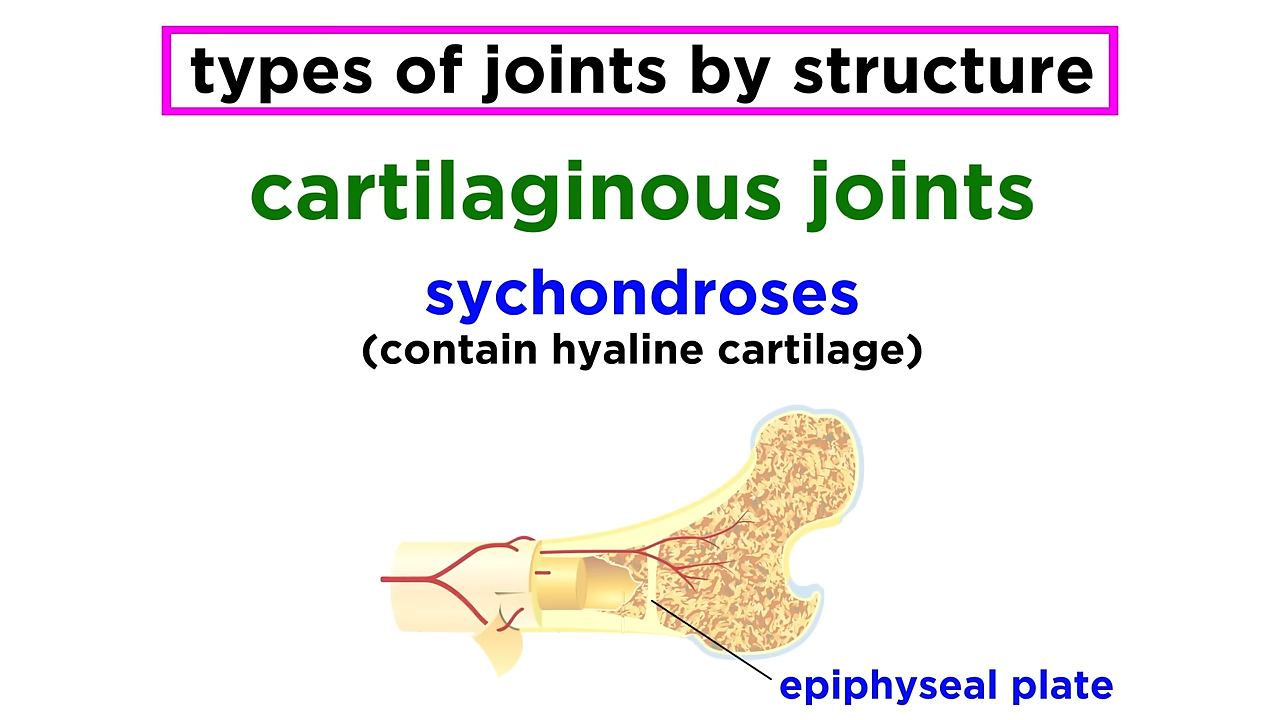 types of joints by structure
cartilaginous joints
sychondroses
(contain hyaline cartilage)
epiphyseal plate